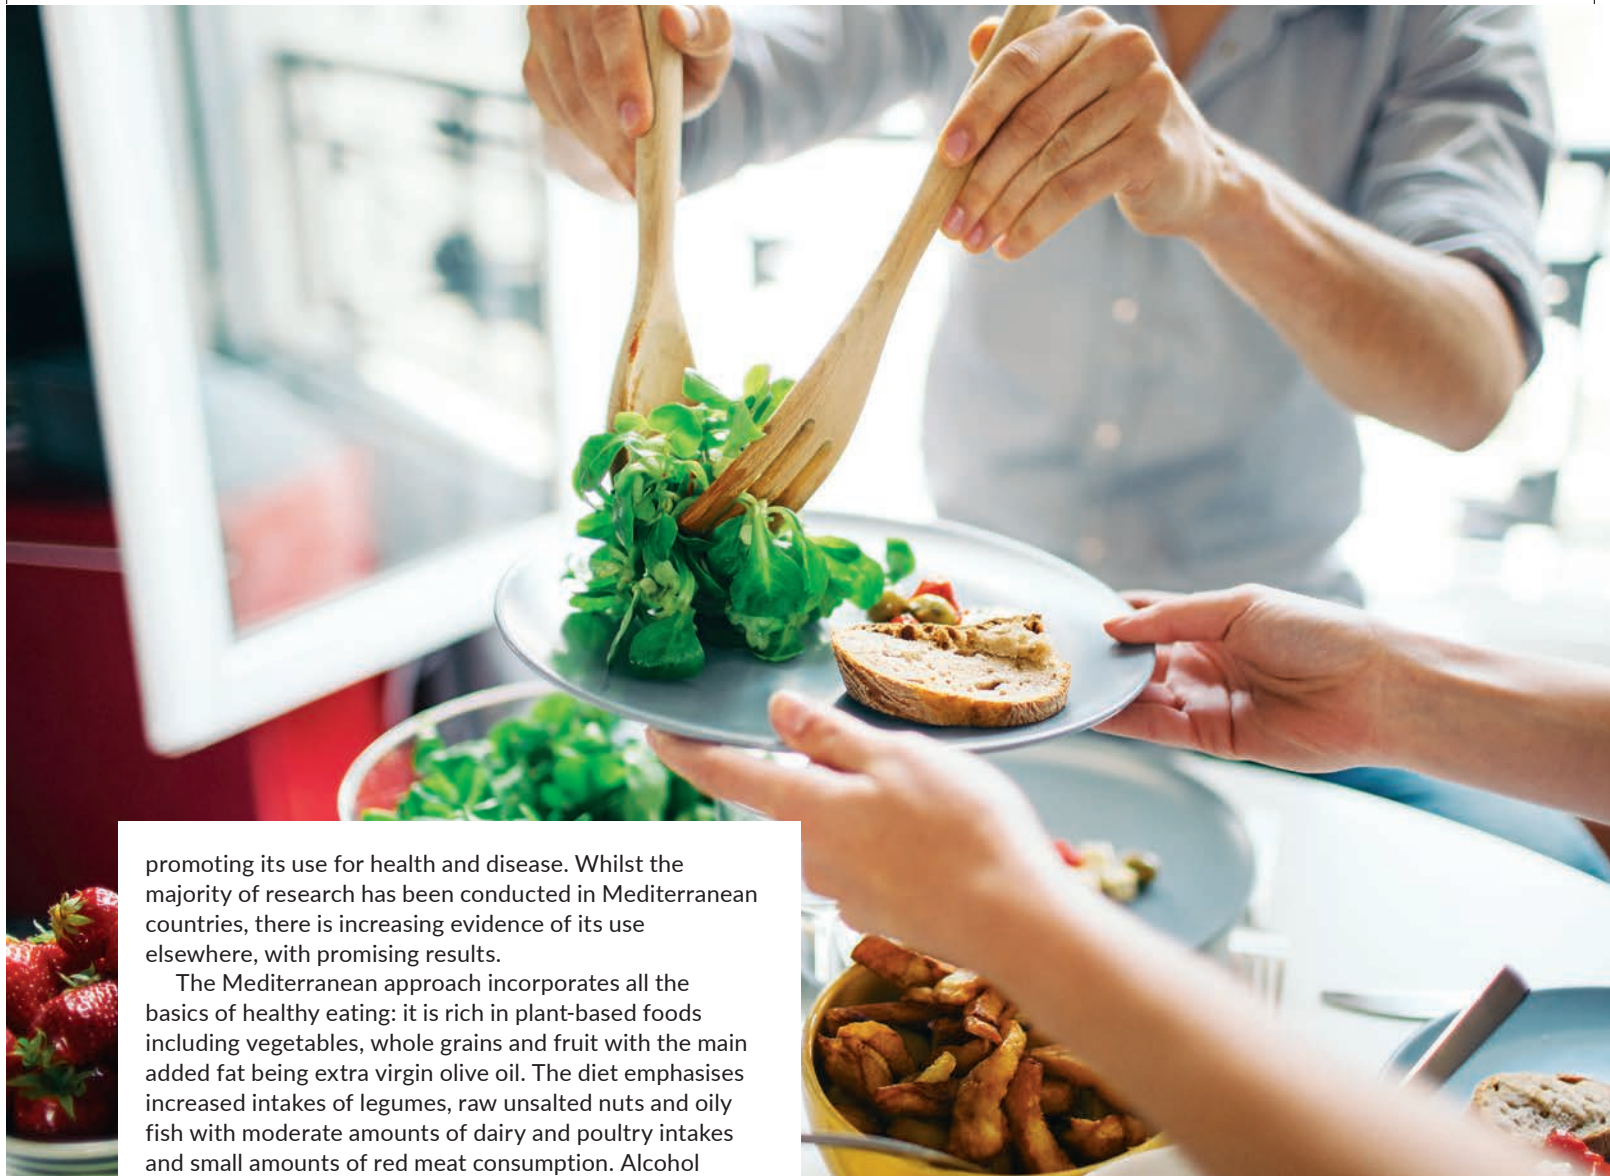 promoting its use for health and disease. Whilst the
majority of research has been conducted in Mediterranean
countries, there is increasing evidence of its use
elsewhere, with promising results.
The Mediterranean approach incorporates all the
basics of healthy eating: it is rich in plant-based foods
including vegetables, whole grains and fruit with the main
added fat being extra virgin olive oil. The diet emphasises
increased intakes of legumes, raw unsalted nuts and oily
fish with moderate amounts of dairy and poultry intakes
and small amounts of red meat consumption. Alcohol